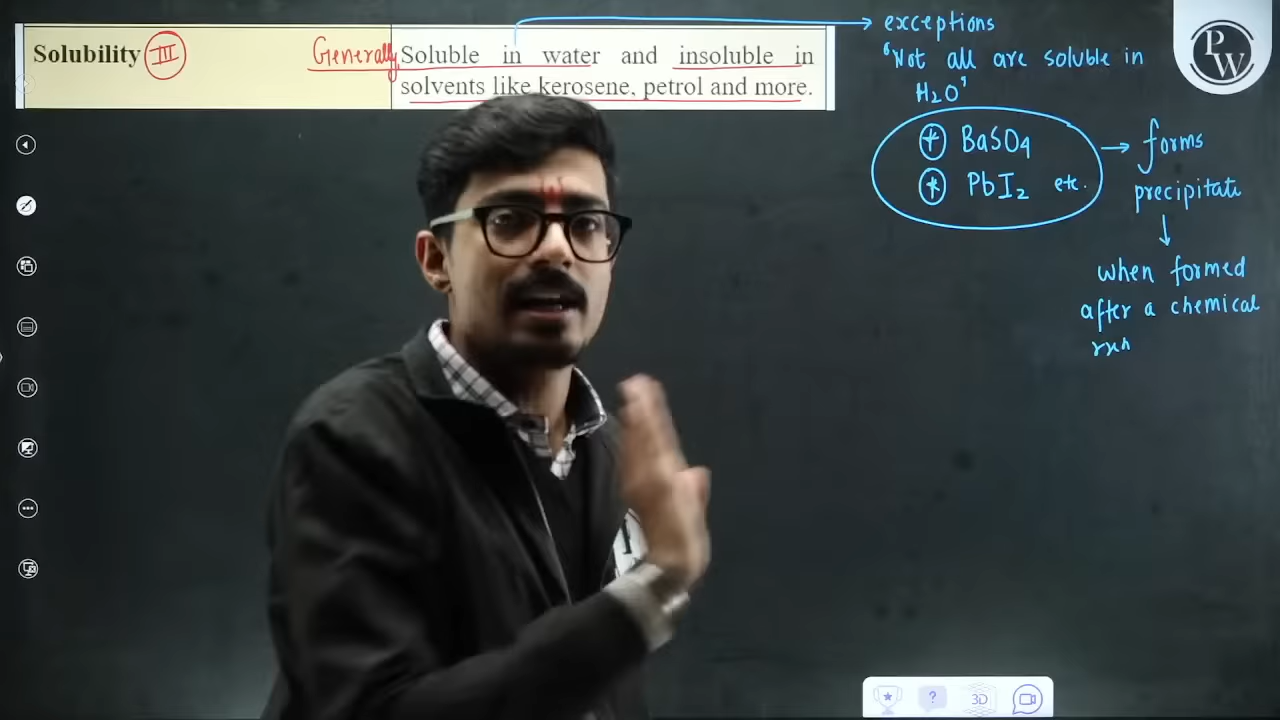 Solubility III
Generally, Soluble in water and insoluble in
solvents like kerosene, petrol and more.
exceptions
"Not all are soluble in
H2O"
* BaSO4
* PbI2 etc.
forms
precipitate
when formed
after a chemical
rxn
PW
?
3D